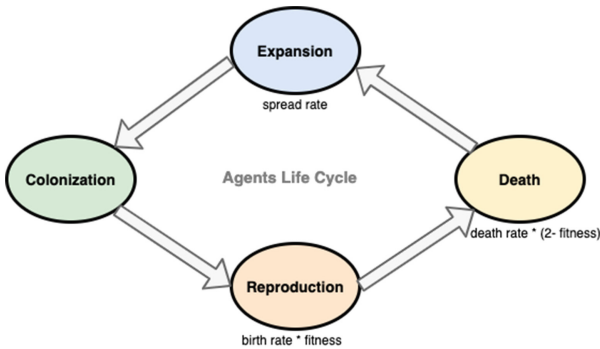 Expansion
spread rate
Colonization
Agents Life Cycle
Death
death rate * (2- fitness)
Reproduction
birth rate * fitness